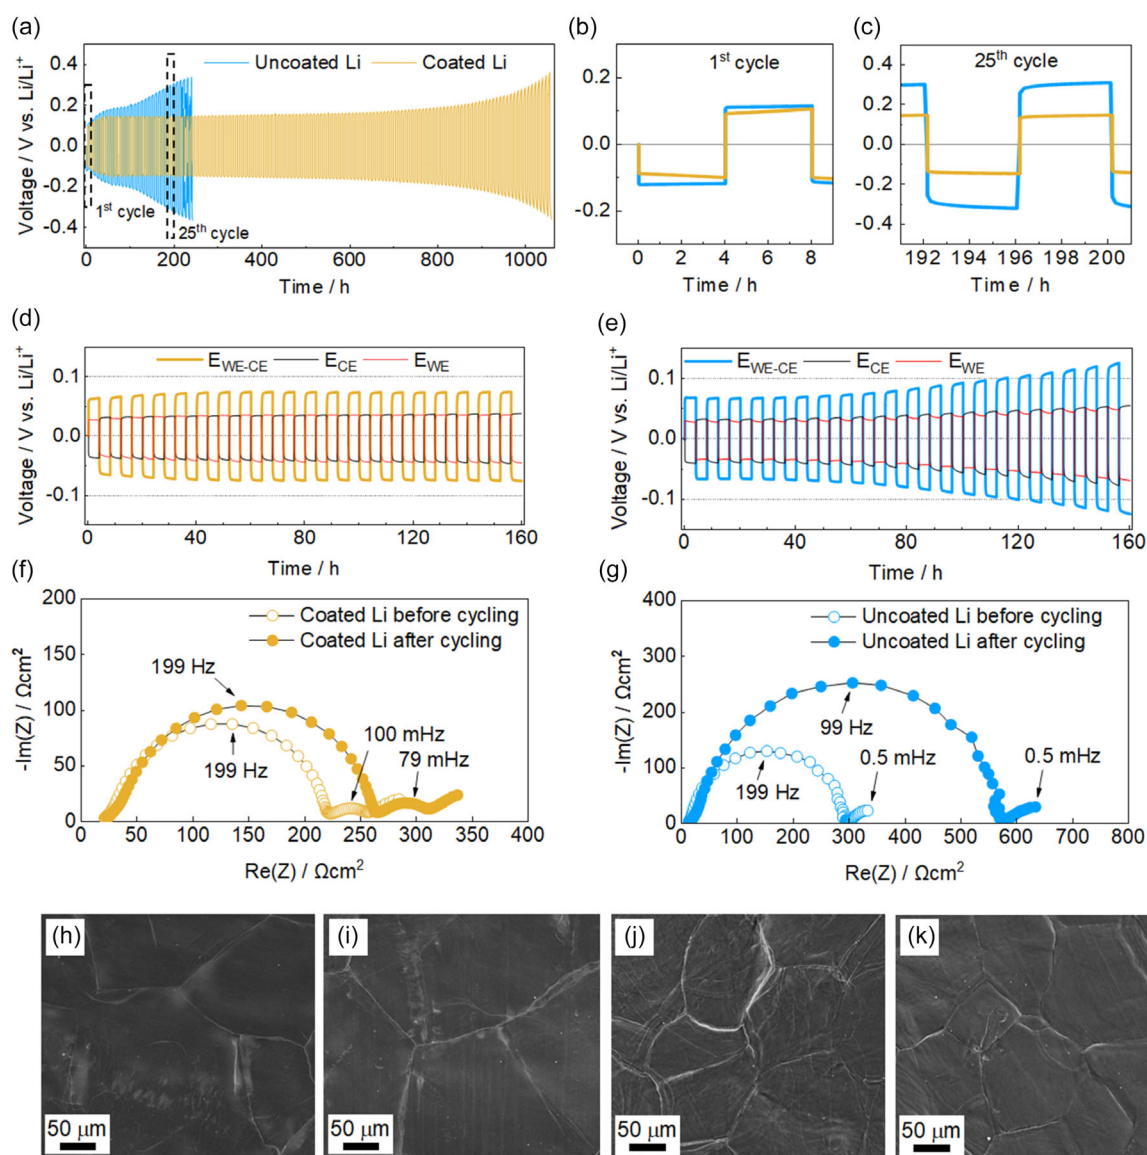 (a)
Uncoated Li
Coated Li
0.4
0.2
0.0
-0.2
-0.4
Voltage / V vs. Li/Li⁺
1st cycle
25th cycle
0 200 400 600 800 1000
Time / h
(b)
1st cycle
0.2
0.0
-0.2
0 2 4 6 8
Time / h
(c)
25th cycle
0.4
0.2
0.0
-0.2
-0.4
192 194 196 198 200
Time / h
(d)
E_WE-CE E_CE E_WE
0.1
0.0
-0.1
Voltage / V vs. Li/Li⁺
0 40 80 120 160
Time / h
(e)
E_WE-CE E_CE E_WE
0.1
0.0
-0.1
Voltage / V vs. Li/Li⁺
0 40 80 120 160
Time / h
(f)
200
150
100
50
0
-Im(Z) / Ωcm²
Coated Li before cycling
Coated Li after cycling
199 Hz
199 Hz
100 mHz
79 mHz
0 50 100 150 200 250 300 350 400
Re(Z) / Ωcm²
(g)
400
300
200
100
0
-Im(Z) / Ωcm²
Uncoated Li before cycling
Uncoated Li after cycling
99 Hz
199 Hz
0.5 mHz
0.5 mHz
0 100 200 300 400 500 600 700 800
Re(Z) / Ωcm²
(h)
50 μm
(i)
50 μm
(j)
50 μm
(k)
50 μm